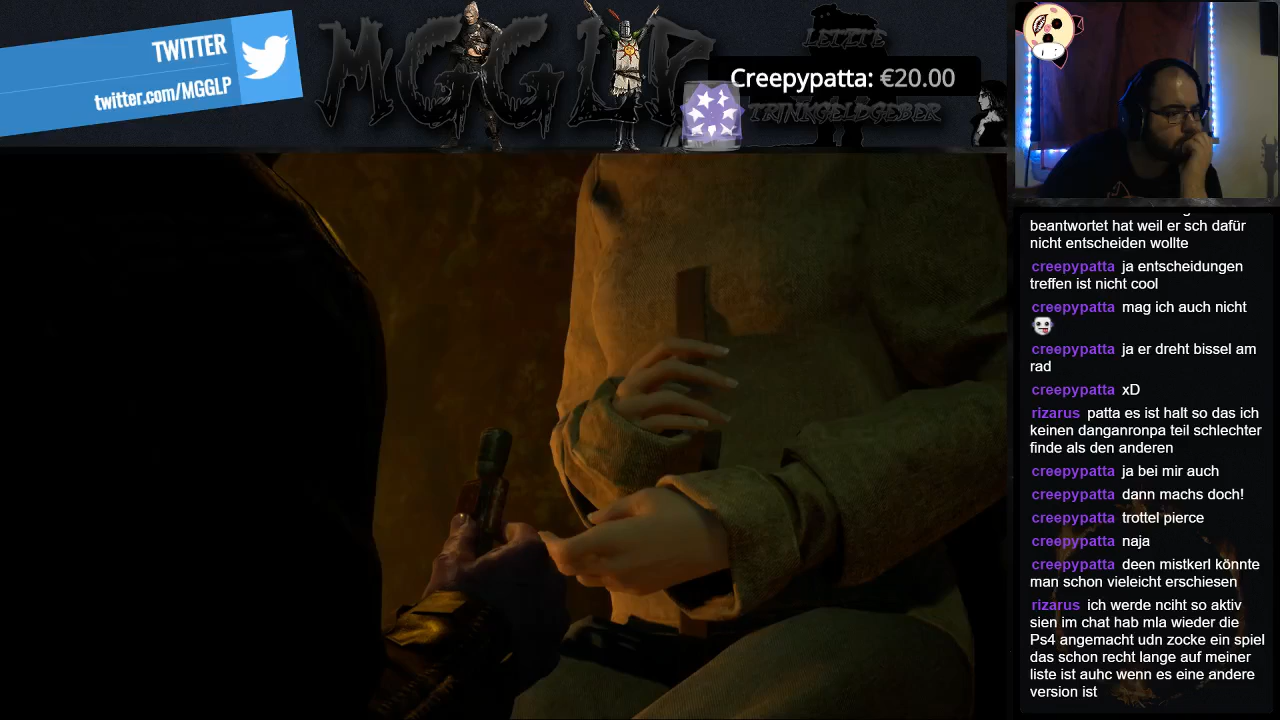 TWITTER
twitter.com/MGGLP
MGGLP
LETZTE
Creepypatta: €20.00
TRINKGELDGEBER
beantwortet hat weil er sch dafür
nicht entscheiden wollte
creepypatta ja entscheidungen
treffen ist nicht cool
creepypatta mag ich auch nicht
creepypatta ja er dreht bissel am
rad
creepypatta xD
rizarus patta es ist halt so das ich
keinen danganronpa teil schlechter
finde als den anderen
creepypatta ja bei mir auch
creepypatta dann machs doch!
creepypatta trottel pierce
creepypatta naja
creepypatta deen mistkerl könnte
man schon vieleicht erschiesen
rizarus ich werde nciht so aktiv
sien im chat hab mla wieder die
Ps4 angemacht udn zocke ein spiel
das schon recht lange auf meiner
liste ist auhc wenn es eine andere
version ist